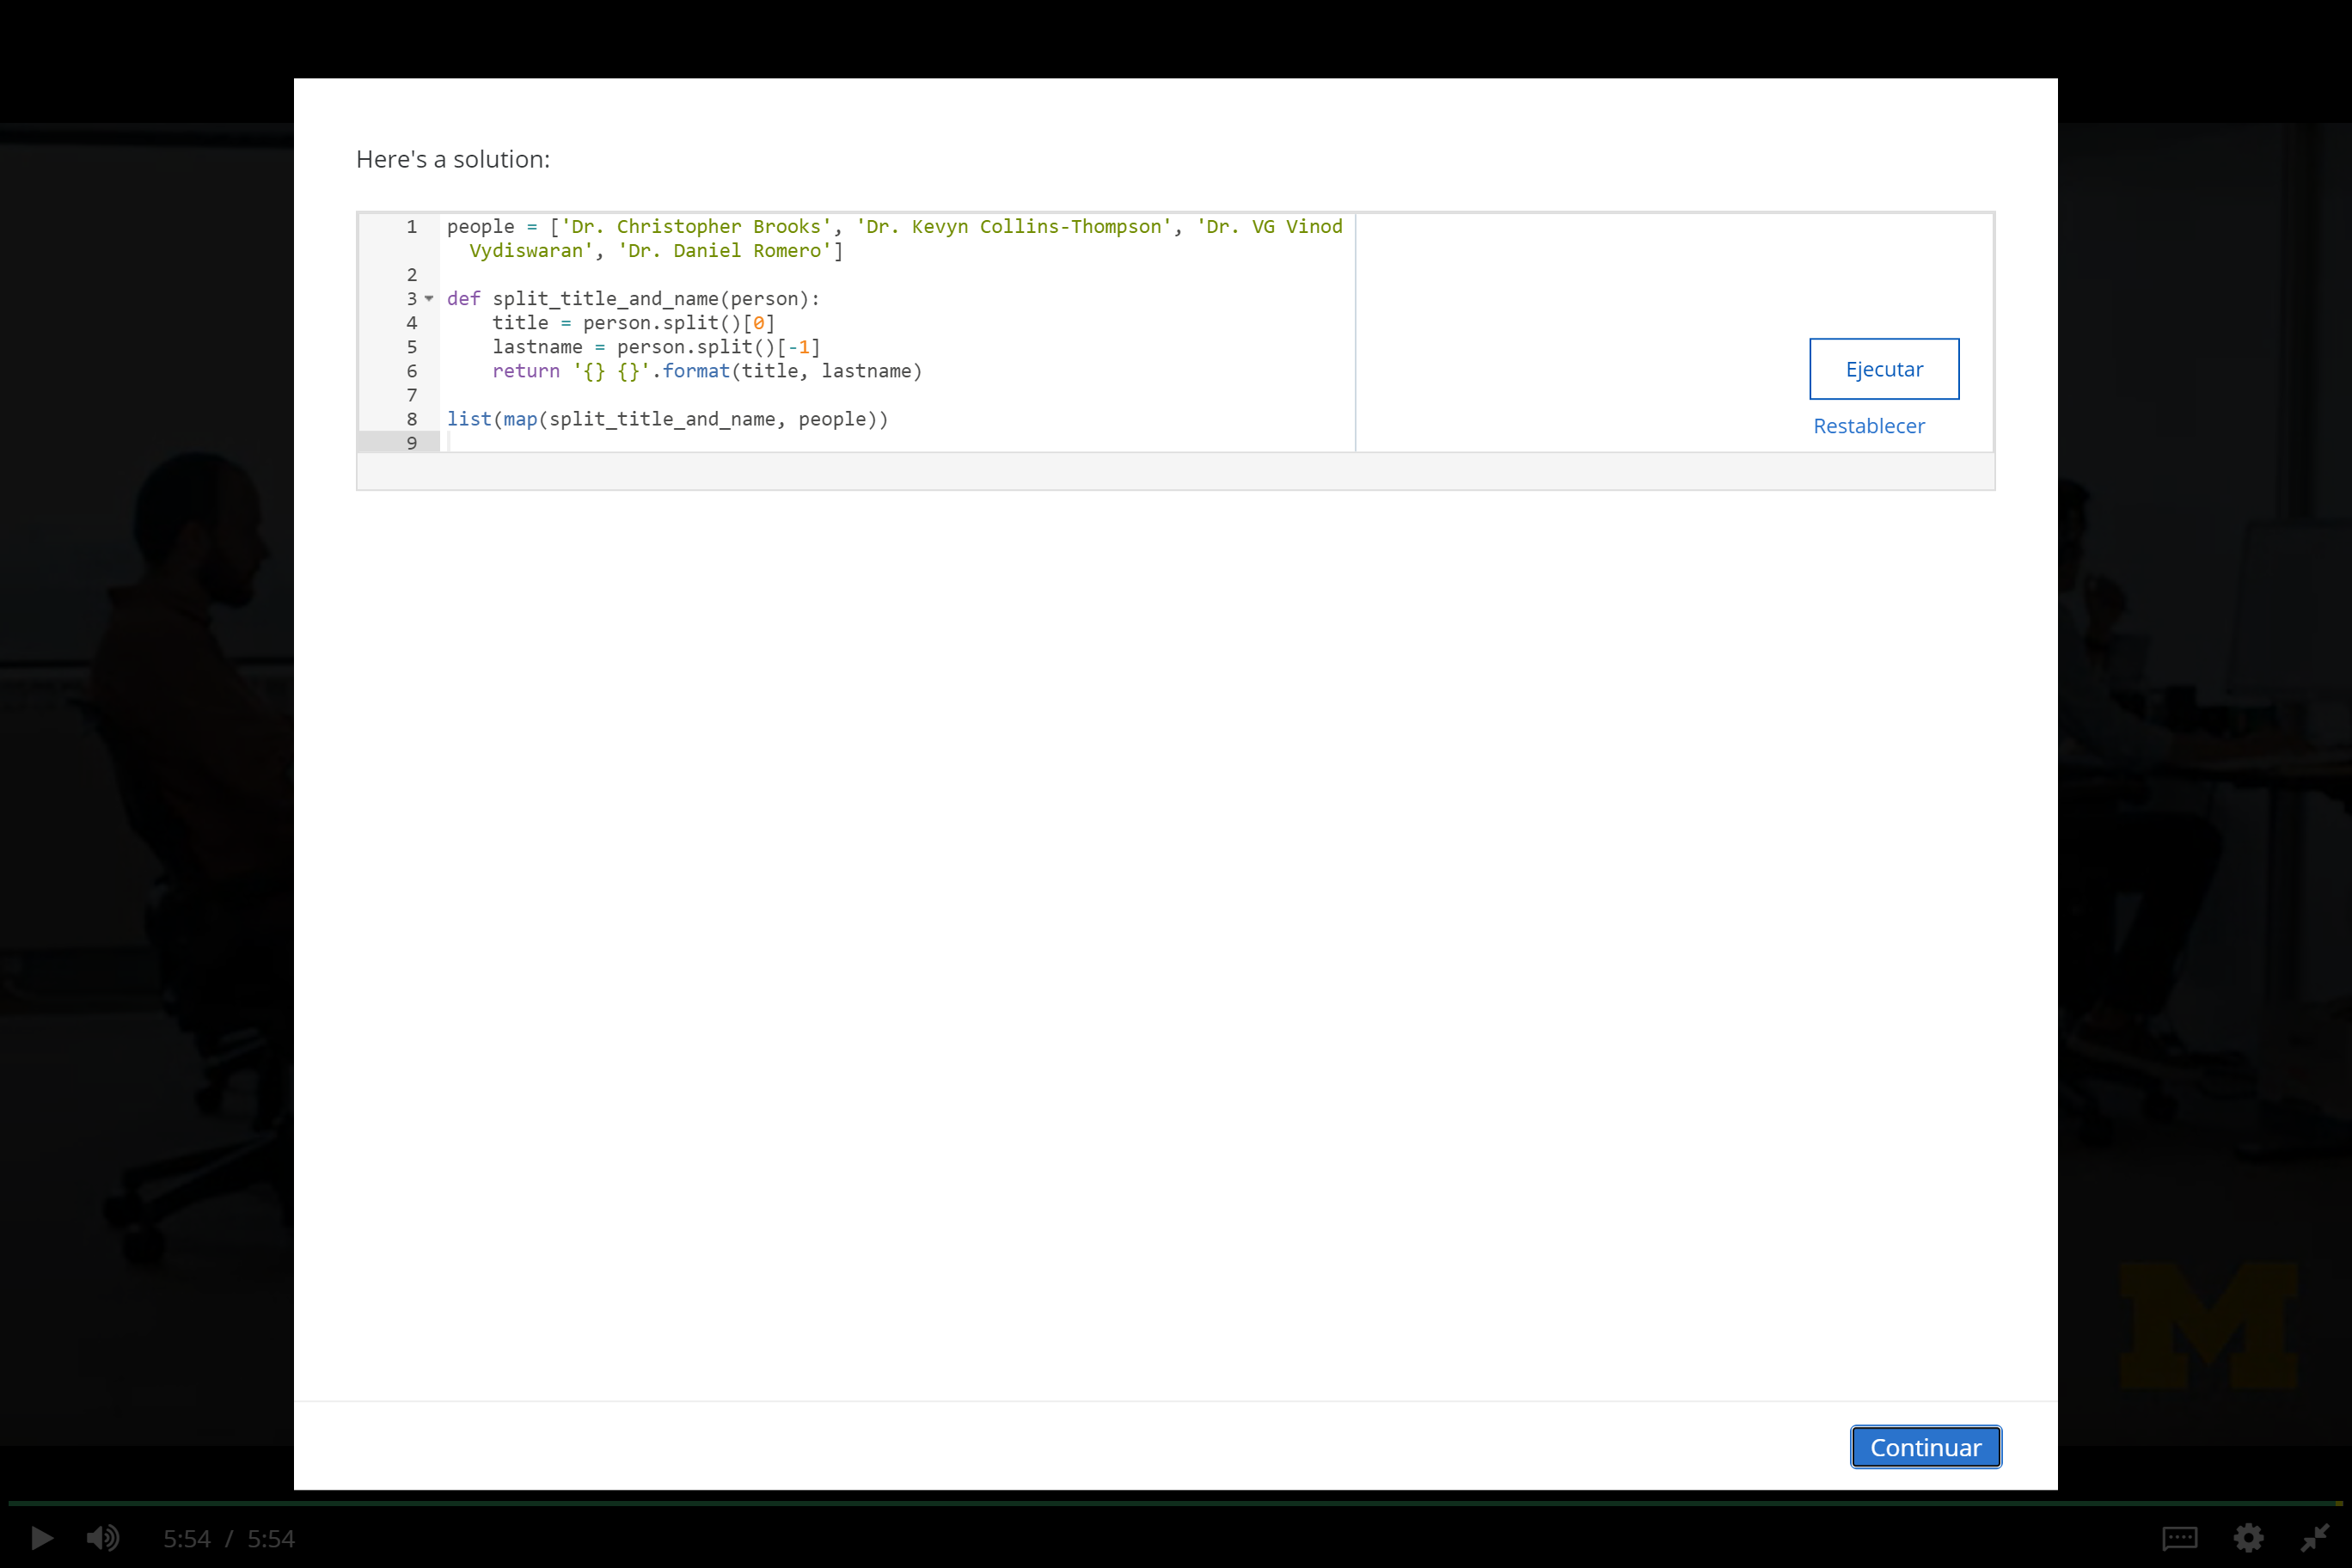 Here's a solution:
1 people = ['Dr. Christopher Brooks', 'Dr. Kevyn Collins-Thompson', 'Dr. VG Vinod
Vydiswaran', 'Dr. Daniel Romero']
2
3 def split_title_and_name(person):
4     title = person.split()[0]
5     lastname = person.split()[-1]
6     return '{} {}'.format(title, lastname)
7
8 list(map(split_title_and_name, people))
9
Ejecutar
Restablecer
M
Continuar
5:54 / 5:54